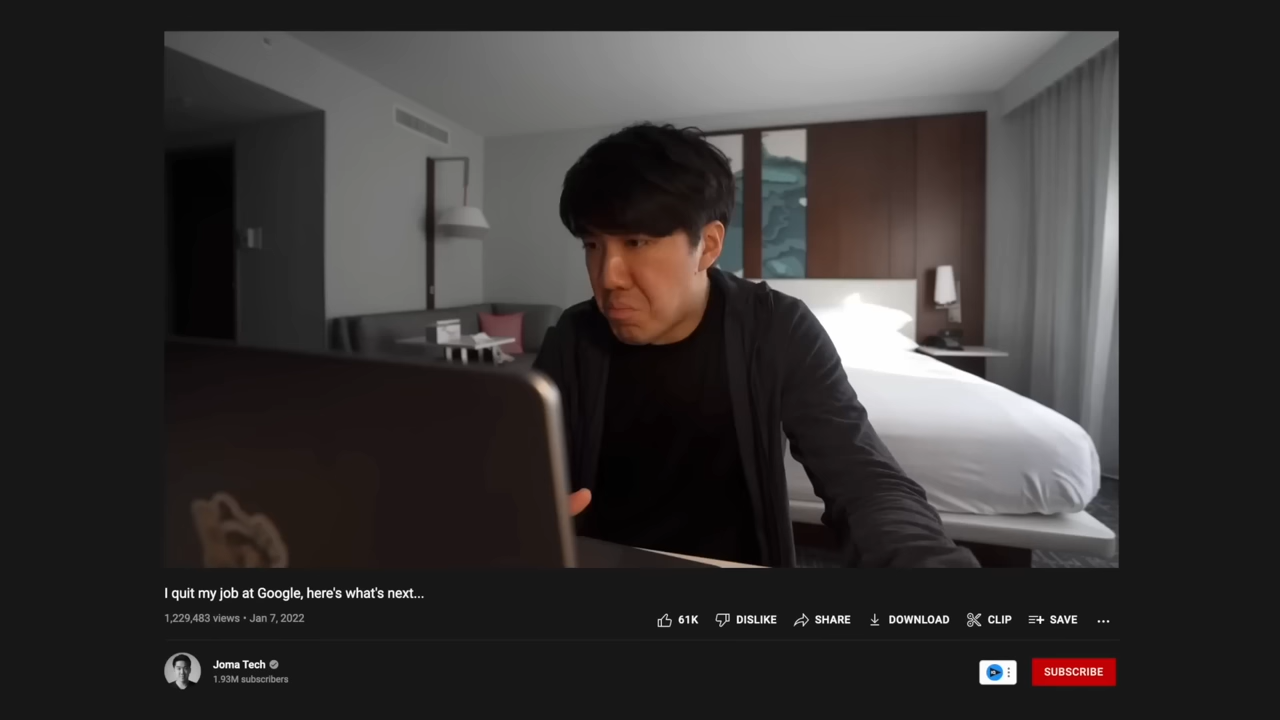 I quit my job at Google, here's what's next...
1,229,483 views • Jan 7, 2022
61K DISLIKE SHARE DOWNLOAD CLIP SAVE ...
Joma Tech
1.93M subscribers
SUBSCRIBE